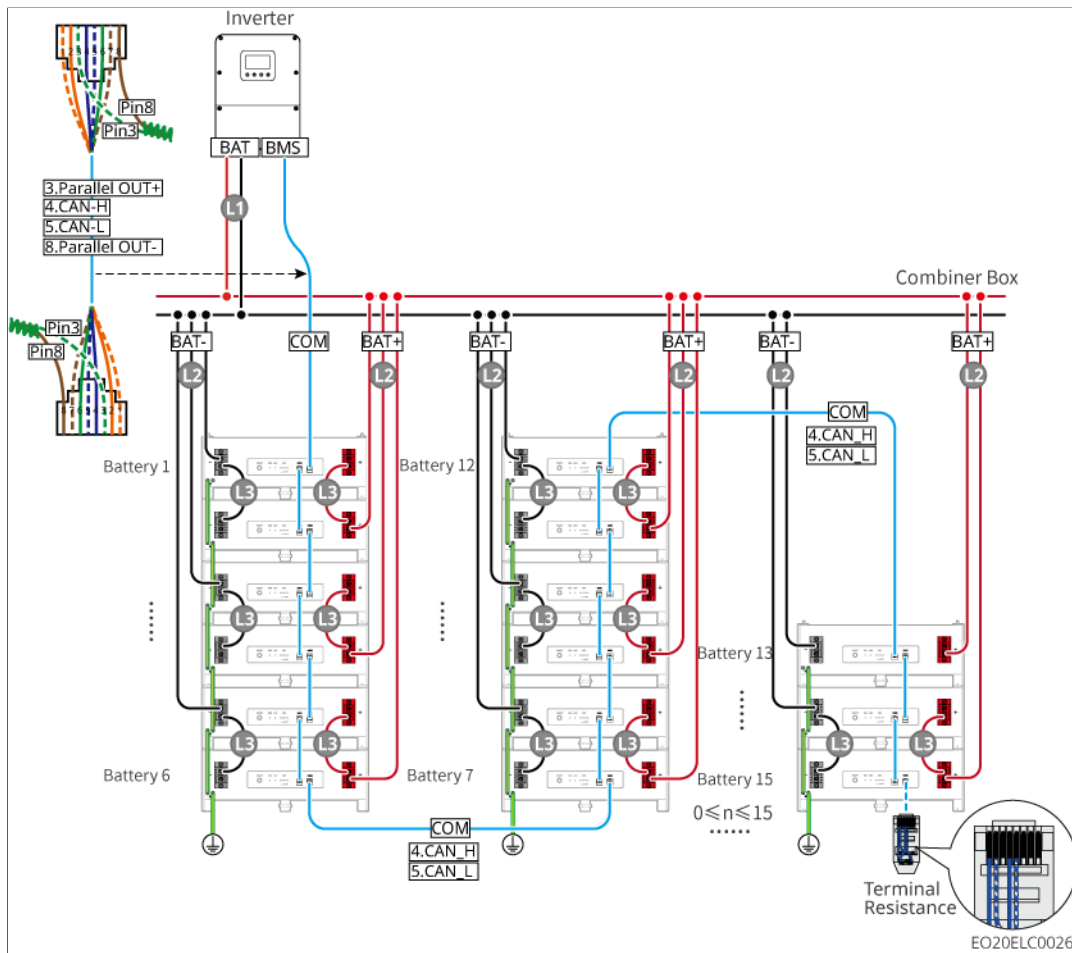 Inverter
Pin8
Pin3
BAT
BMS
3.Parallel OUT+
4.CAN-H
5.CAN-L
8.Parallel OUT-
L1
Combiner Box
Pin3
Pin8
BAT-
COM
BAT+
BAT-
BAT+
BAT-
BAT+
L2
L2
L2
L2
L2
L2
COM
4.CAN_H
5.CAN_L
Battery 1
Battery 12
L3
L3
L3
L3
L3
L3
L3
L3
Battery 13
L3
L3
L3
L3
L3
L3
Battery 6
Battery 7
Battery 15
0≤n≤15
COM
4.CAN_H
5.CAN_L
Terminal
Resistance
EO20ELC0026